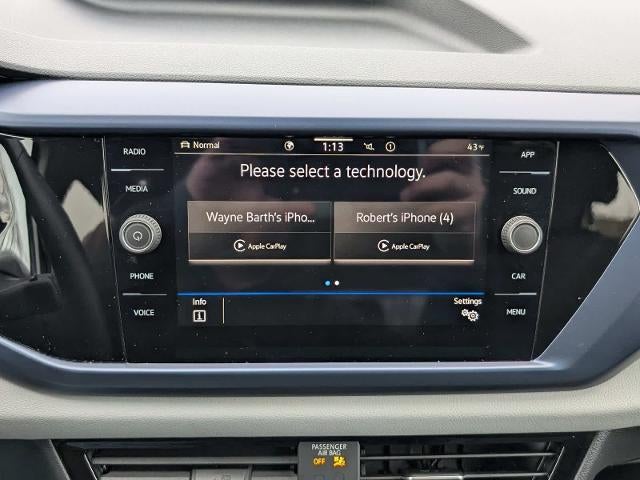 RADIO
MEDIA
PHONE
VOICE
Normal
1:13
43°F
Please select a technology.
Wayne Barth's iPho...
Apple CarPlay
Robert's iPhone (4)
Apple CarPlay
Info
Settings
APP
SOUND
CAR
MENU
PASSENGER
AIR BAG
OFF